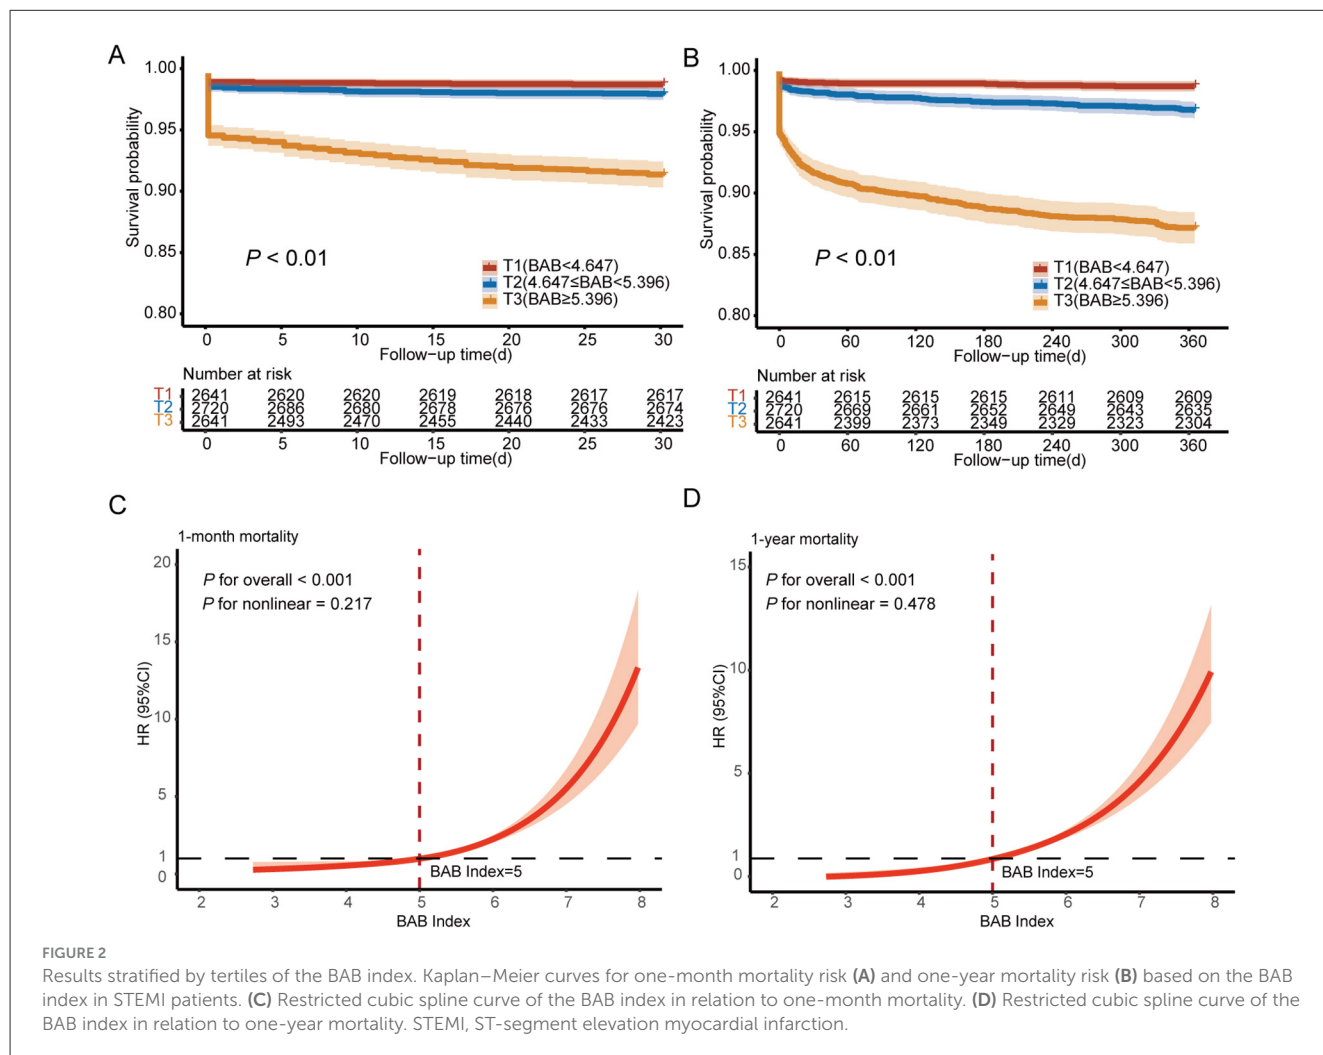 A
Survival probability
1.00
0.95
0.90
0.85
0.80
P < 0.01
T1(BAB<4.647)
T2(4.647≤BAB<5.396)
T3(BAB≥5.396)
0 5 10 15 20 25 30
Follow-up time(d)
Number at risk
T1 2641 2620 2620 2619 2618 2617 2617
T2 2720 2686 2680 2678 2676 2676 2674
T3 2641 2493 2470 2455 2440 2433 2423
0 5 10 15 20 25 30
Follow-up time(d)
B
Survival probability
1.00
0.95
0.90
0.85
0.80
P < 0.01
T1(BAB<4.647)
T2(4.647≤BAB<5.396)
T3(BAB≥5.396)
0 60 120 180 240 300 360
Follow-up time(d)
Number at risk
T1 2641 2615 2615 2615 2611 2609 2609
T2 2720 2669 2661 2652 2649 2643 2635
T3 2641 2399 2373 2349 2329 2323 2304
0 60 120 180 240 300 360
Follow-up time(d)
C
1-month mortality
HR (95%CI)
20
15
10
5
1
0
P for overall < 0.001
P for nonlinear = 0.217
BAB Index=5
2 3 4 5 6 7 8
BAB Index
D
1-year mortality
HR (95%CI)
15
10
5
1
0
P for overall < 0.001
P for nonlinear = 0.478
BAB Index=5
2 3 4 5 6 7 8
BAB Index
FIGURE 2
Results stratified by tertiles of the BAB index. Kaplan–Meier curves for one-month mortality risk (A) and one-year mortality risk (B) based on the BAB
index in STEMI patients. (C) Restricted cubic spline curve of the BAB index in relation to one-month mortality. (D) Restricted cubic spline curve of the
BAB index in relation to one-year mortality. STEMI, ST-segment elevation myocardial infarction.